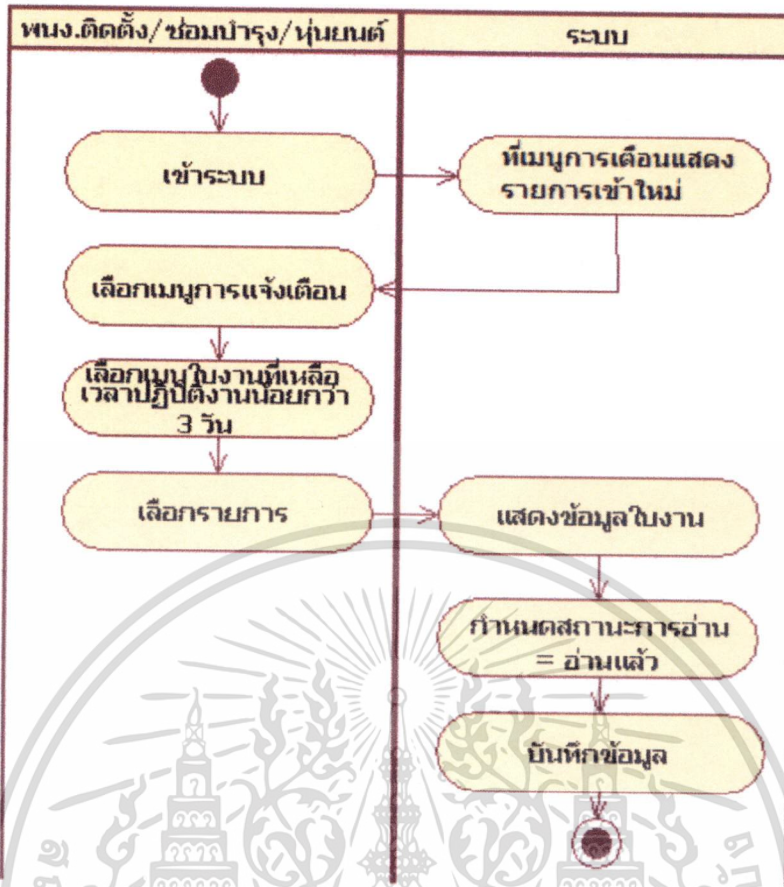 พนง.ติดตั้ง/ซ่อมบำรุง/หุ่นยนต์
ระบบ
เข้าระบบ
ที่เมนูการเตือนแสดง
รายการเข้าใหม่
เลือกเมนูการแจ้งเตือน
เลือกเมนูใบงานที่เหลือ
เวลาปฏิบัติงานน้อยกว่า
3 วัน
เลือกรายการ
แสดงข้อมูลใบงาน
กำหนดสถานะการอ่าน
= อ่านแล้ว
บันทึกข้อมูล